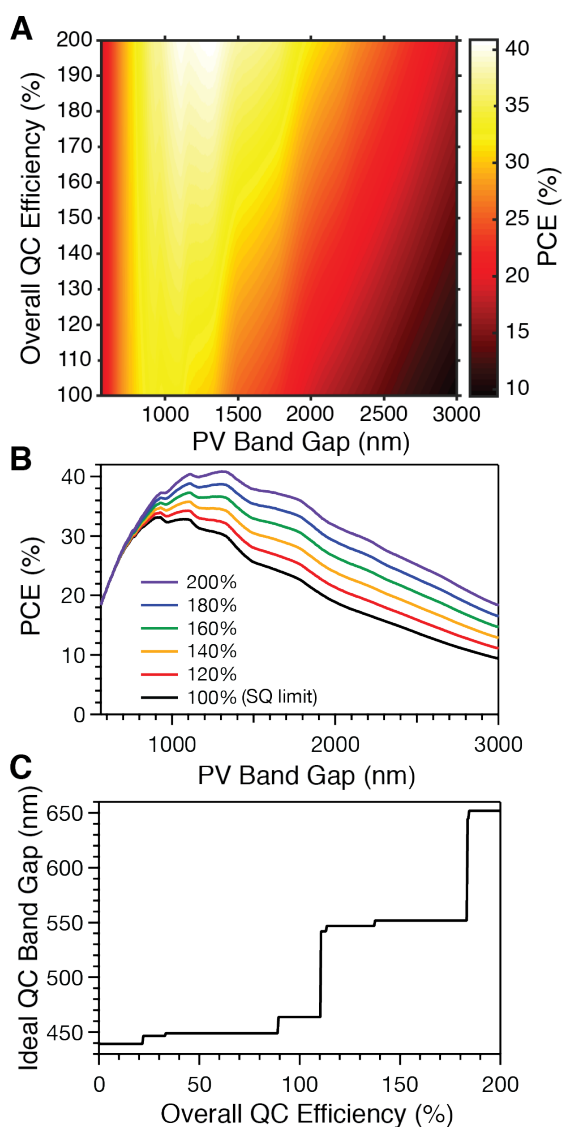 A
Overall QC Efficiency (%)
200
190
180
170
160
150
140
130
120
110
100
1000 1500 2000 2500 3000
PV Band Gap (nm)
40
35
30
25
20
15
10
PCE (%)
B
PCE (%)
40
30
20
10
0
200%
180%
160%
140%
120%
100% (SQ limit)
1000 2000 3000
PV Band Gap (nm)
C
Ideal QC Band Gap (nm)
650
600
550
500
450
0 50 100 150 200
Overall QC Efficiency (%)